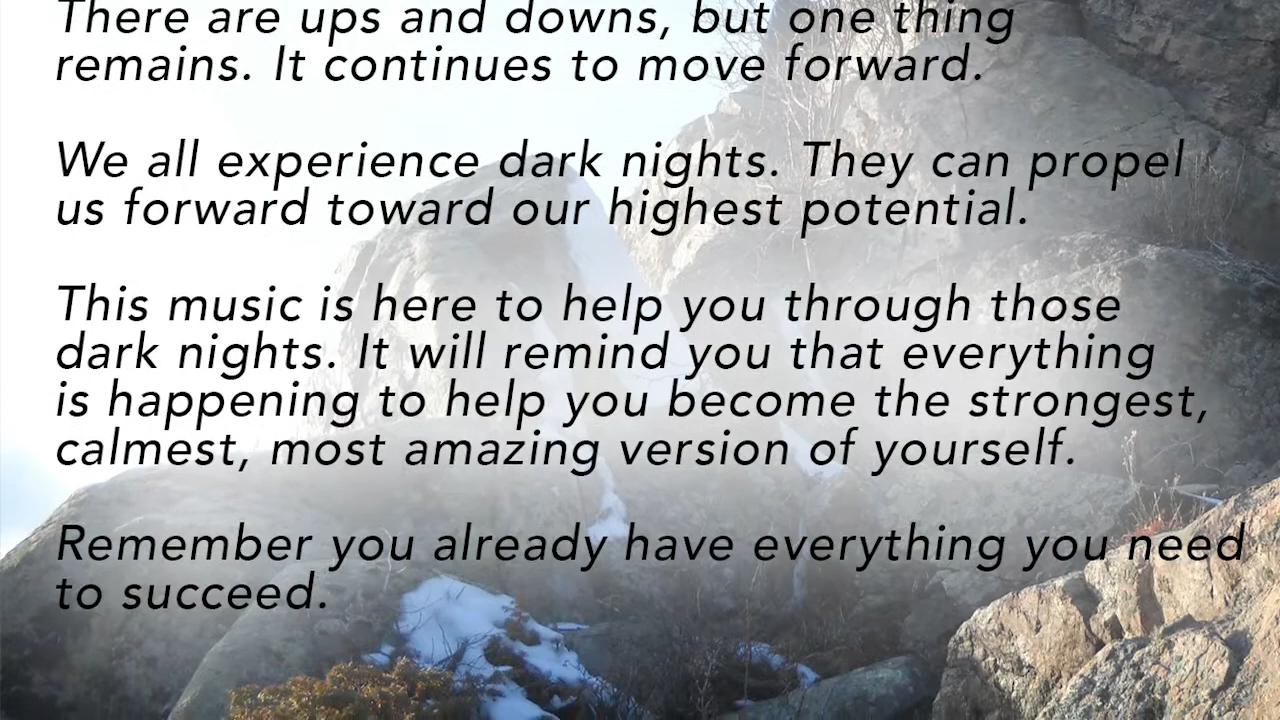 There are ups and downs, but one thing
remains. It continues to move forward.
We all experience dark nights. They can propel
us forward toward our highest potential.
This music is here to help you through those
dark nights. It will remind you that everything
is happening to help you become the strongest,
calmest, most amazing version of yourself.
Remember you already have everything you need
to succeed.